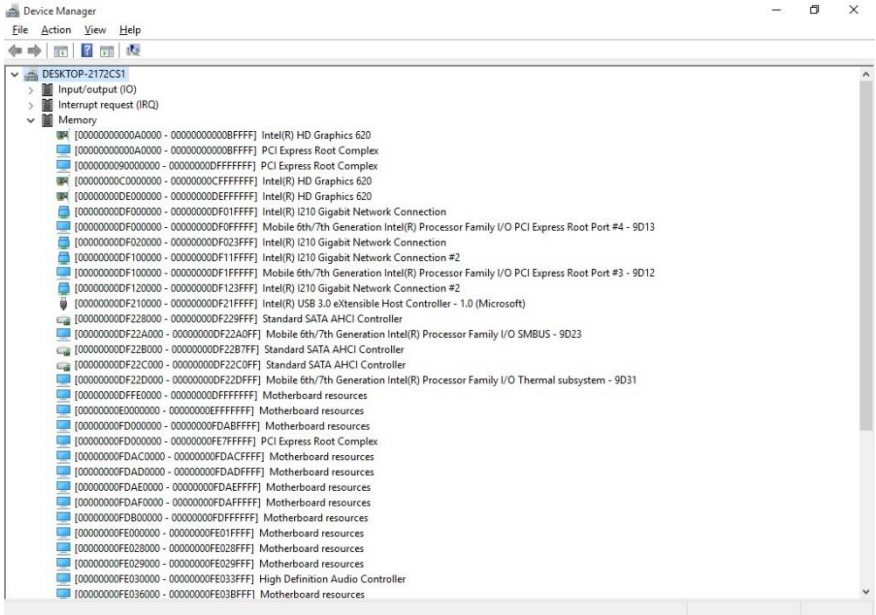 Device Manager
File Action View Help
DESKTOP-2172CS1
Input/output (IO)
Interrupt request (IRQ)
Memory
[00000000000A0000 - 00000000000BFFFF] Intel(R) HD Graphics 620
[00000000000A0000 - 00000000000BFFFF] PCI Express Root Complex
[0000000090000000 - 00000000DFFFFFFF] PCI Express Root Complex
[00000000C0000000 - 00000000CFFFFFFF] Intel(R) HD Graphics 620
[00000000DE000000 - 00000000DEFFFFFF] Intel(R) HD Graphics 620
[00000000DF000000 - 00000000DF01FFFF] Intel(R) I210 Gigabit Network Connection
[00000000DF000000 - 00000000DF0FFFFF] Mobile 6th/7th Generation Intel(R) Processor Family I/O PCI Express Root Port #4 - 9D13
[00000000DF020000 - 00000000DF023FFF] Intel(R) I210 Gigabit Network Connection
[00000000DF100000 - 00000000DF11FFFF] Intel(R) I210 Gigabit Network Connection #2
[00000000DF100000 - 00000000DF1FFFFF] Mobile 6th/7th Generation Intel(R) Processor Family I/O PCI Express Root Port #3 - 9D12
[00000000DF120000 - 00000000DF123FFF] Intel(R) I210 Gigabit Network Connection #2
[00000000DF210000 - 00000000DF21FFFF] Intel(R) USB 3.0 eXtensible Host Controller - 1.0 (Microsoft)
[00000000DF228000 - 00000000DF229FFF] Standard SATA AHCI Controller
[00000000DF22A000 - 00000000DF22A0FF] Mobile 6th/7th Generation Intel(R) Processor Family I/O SMBUS - 9D23
[00000000DF22B000 - 00000000DF22B7FF] Standard SATA AHCI Controller
[00000000DF22C000 - 00000000DF22C0FF] Standard SATA AHCI Controller
[00000000DF22D000 - 00000000DF22DFFF] Mobile 6th/7th Generation Intel(R) Processor Family I/O Thermal subsystem - 9D31
[00000000DFFE0000 - 00000000DFFFFFFF] Motherboard resources
[00000000E0000000 - 00000000EFFFFFFF] Motherboard resources
[00000000FD000000 - 00000000FDABFFFF] Motherboard resources
[00000000FD000000 - 00000000FE7FFFFF] PCI Express Root Complex
[00000000FDAC0000 - 00000000FDACFFFF] Motherboard resources
[00000000FDAD0000 - 00000000FDADFFFF] Motherboard resources
[00000000FDAE0000 - 00000000FDAEFFFF] Motherboard resources
[00000000FDAF0000 - 00000000FDAFFFFF] Motherboard resources
[00000000FDB00000 - 00000000FDFFFFFF] Motherboard resources
[00000000FE000000 - 00000000FE01FFFF] Motherboard resources
[00000000FE028000 - 00000000FE028FFF] Motherboard resources
[00000000FE029000 - 00000000FE029FFF] Motherboard resources
[00000000FE030000 - 00000000FE033FFF] High Definition Audio Controller
[00000000FE036000 - 00000000FE03BFFF] Motherboard resources